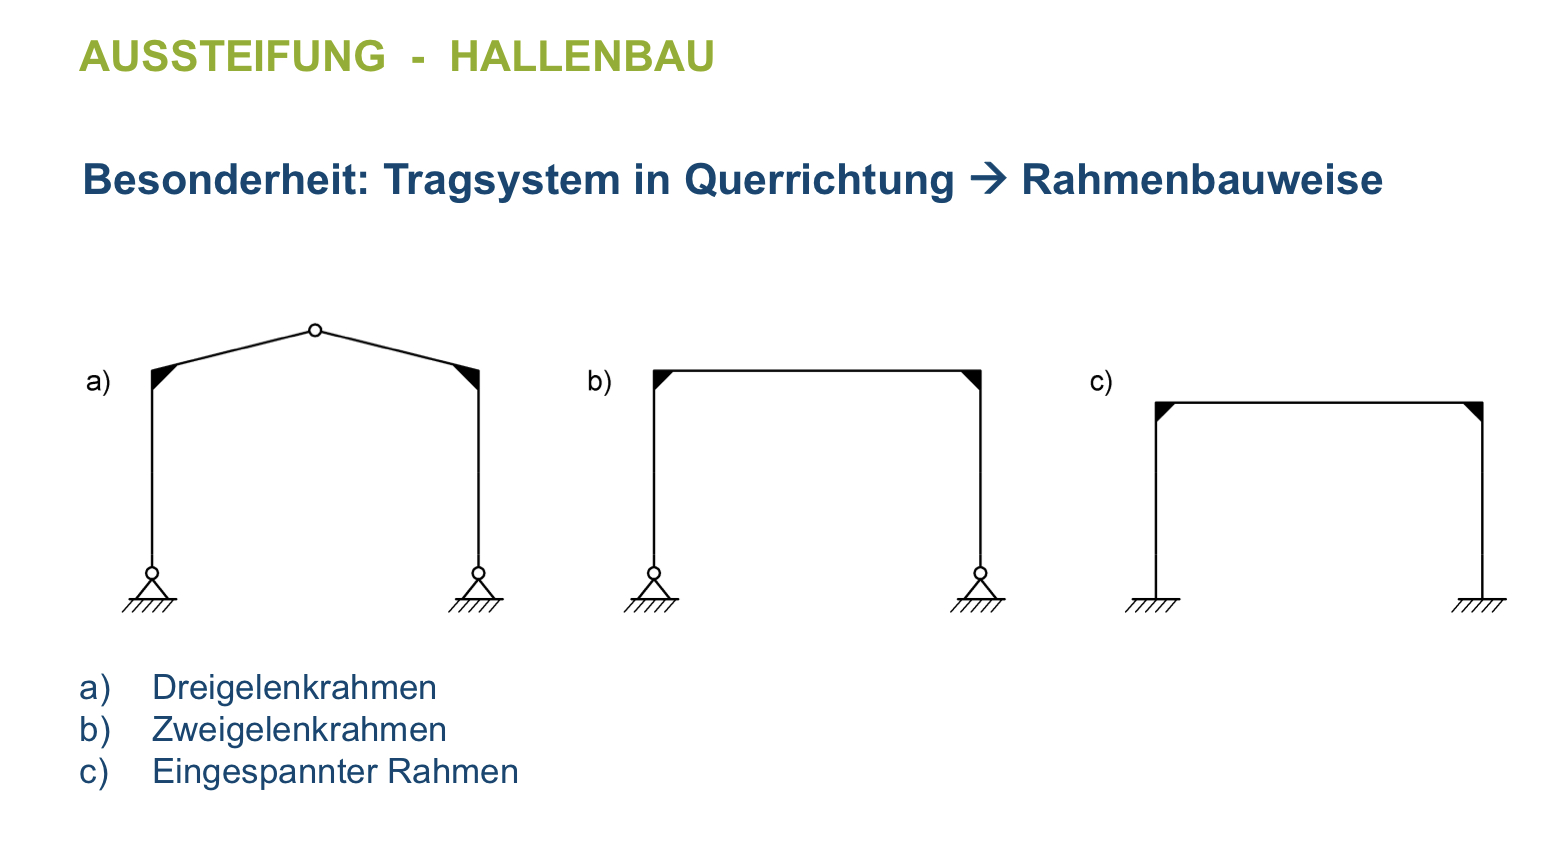 AUSSTEIFUNG - HALLENBAU
Besonderheit: Tragsystem in Querrichtung → Rahmenbauweise
a)
b)
c)
a) Dreigelenkrahmen
b) Zweigelenkrahmen
c) Eingespannter Rahmen